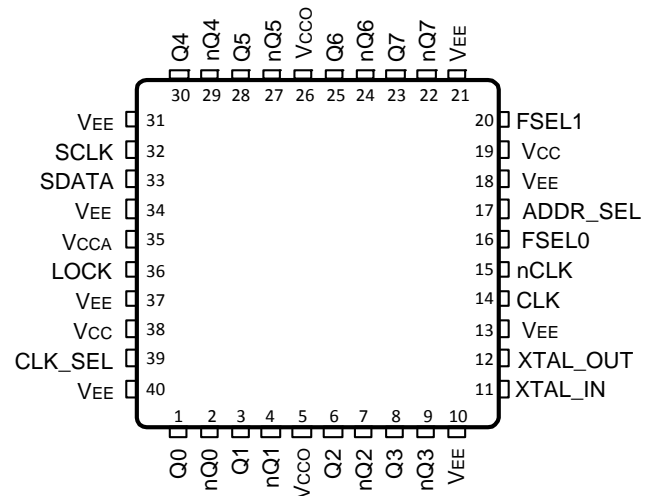 Q4 nQ4 Q5 nQ5 VCCO Q6 nQ6 Q7 nQ7 VEE
30 29 28 27 26 25 24 23 22 21
VEE 31
SCLK 32
SDATA 33
VEE 34
VCCA 35
LOCK 36
VEE 37
VCC 38
CLK_SEL 39
VEE 40
20 FSEL1
19 VCC
18 VEE
17 ADDR_SEL
16 FSEL0
15 nCLK
14 CLK
13 VEE
12 XTAL_OUT
11 XTAL_IN
1 2 3 4 5 6 7 8 9 10
Q0 nQ0 Q1 nQ1 VCCO Q2 nQ2 Q3 nQ3 VEE